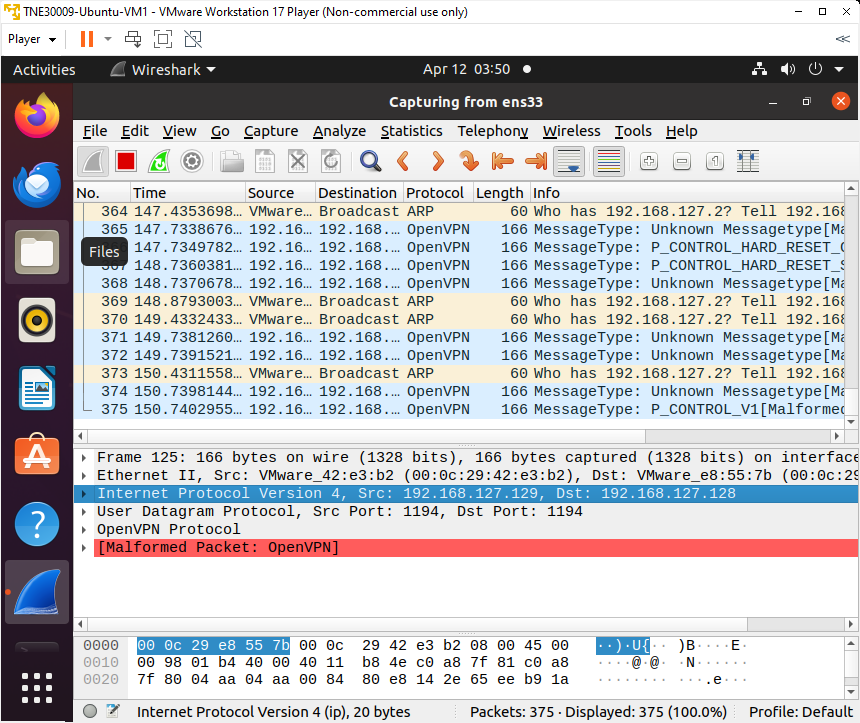 TNE30009-Ubuntu-VM1 - VMware Workstation 17 Player (Non-commercial use only)
Player
Activities Wireshark Apr 12 03:50
Capturing from ens33
File Edit View Go Capture Analyze Statistics Telephony Wireless Tools Help
No. Time Source Destination Protocol Length Info
364 147.4353698… VMware… Broadcast ARP 60 Who has 192.168.127.2? Tell 192.168
365 147.7338676… 192.16… 192.168.… OpenVPN 166 MessageType: Unknown Messagetype[Ma
147.7349782… 192.16… 192.168.… OpenVPN 166 MessageType: P_CONTROL_HARD_RESET_
Files
367 148.7360381… 192.16… 192.168.… OpenVPN 166 MessageType: P_CONTROL_HARD_RESET_S
368 148.7370678… 192.16… 192.168.… OpenVPN 166 MessageType: Unknown Messagetype[Ma
369 148.8793003… VMware… Broadcast ARP 60 Who has 192.168.127.2? Tell 192.168
370 149.4332433… VMware… Broadcast ARP 60 Who has 192.168.127.2? Tell 192.168
371 149.7381260… 192.16… 192.168.… OpenVPN 166 MessageType: Unknown Messagetype[Ma
372 149.7391521… 192.16… 192.168.… OpenVPN 166 MessageType: Unknown Messagetype[Ma
373 150.4311558… VMware… Broadcast ARP 60 Who has 192.168.127.2? Tell 192.168
374 150.7398144… 192.16… 192.168.… OpenVPN 166 MessageType: Unknown Messagetype[Ma
375 150.7402955… 192.16… 192.168.… OpenVPN 166 MessageType: P_CONTROL_V1[Malformed
Frame 125: 166 bytes on wire (1328 bits), 166 bytes captured (1328 bits) on interface
Ethernet II, Src: VMware_42:e3:b2 (00:0c:29:42:e3:b2), Dst: VMware_e8:55:7b (00:0c:29
Internet Protocol Version 4, Src: 192.168.127.129, Dst: 192.168.127.128
User Datagram Protocol, Src Port: 1194, Dst Port: 1194
OpenVPN Protocol
[Malformed Packet: OpenVPN]
0000 00 0c 29 e8 55 7b 00 0c 29 42 e3 b2 08 00 45 00 ··)·U{·· )B····E·
0010 00 98 01 b4 40 00 40 11 b8 4e c0 a8 7f 81 c0 a8 ····@·@· ·N······
0020 7f 80 04 aa 04 aa 00 84 80 e8 14 2e 65 ee b9 1a ········ ···.e···
Internet Protocol Version 4 (ip), 20 bytes Packets: 375 · Displayed: 375 (100.0%) Profile: Default